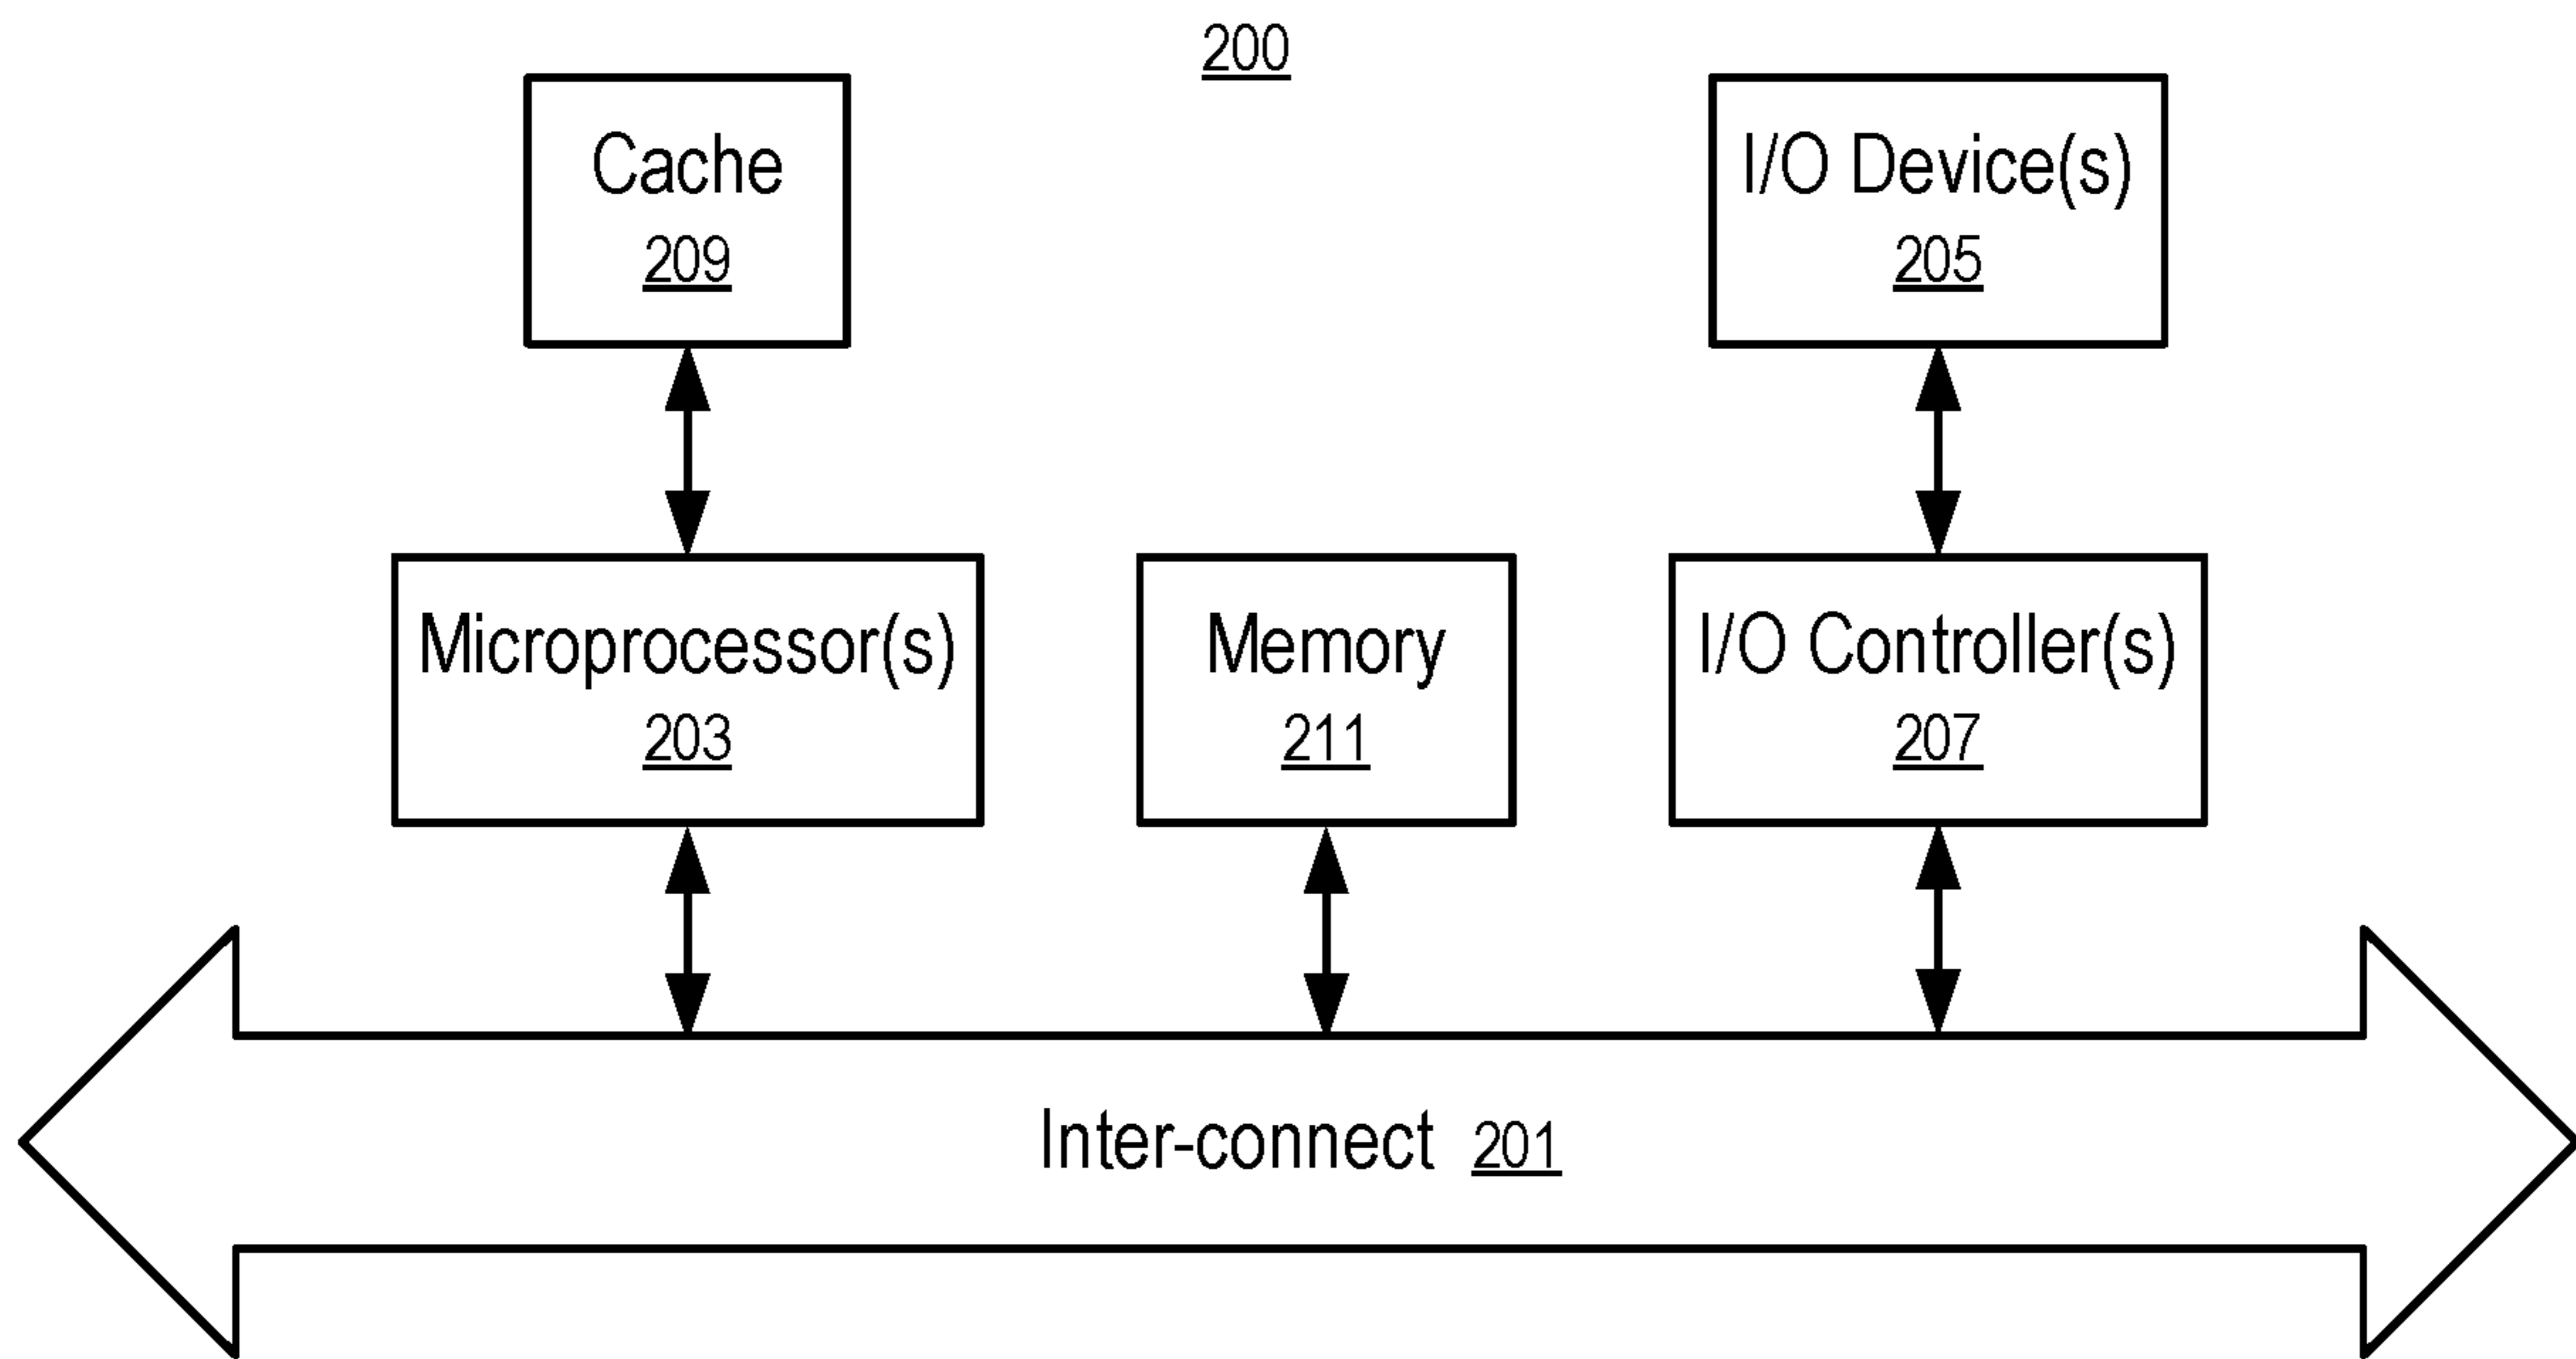 200
Cache
209
I/O Device(s)
205
Microprocessor(s)
203
Memory
211
I/O Controller(s)
207
Inter-connect 201